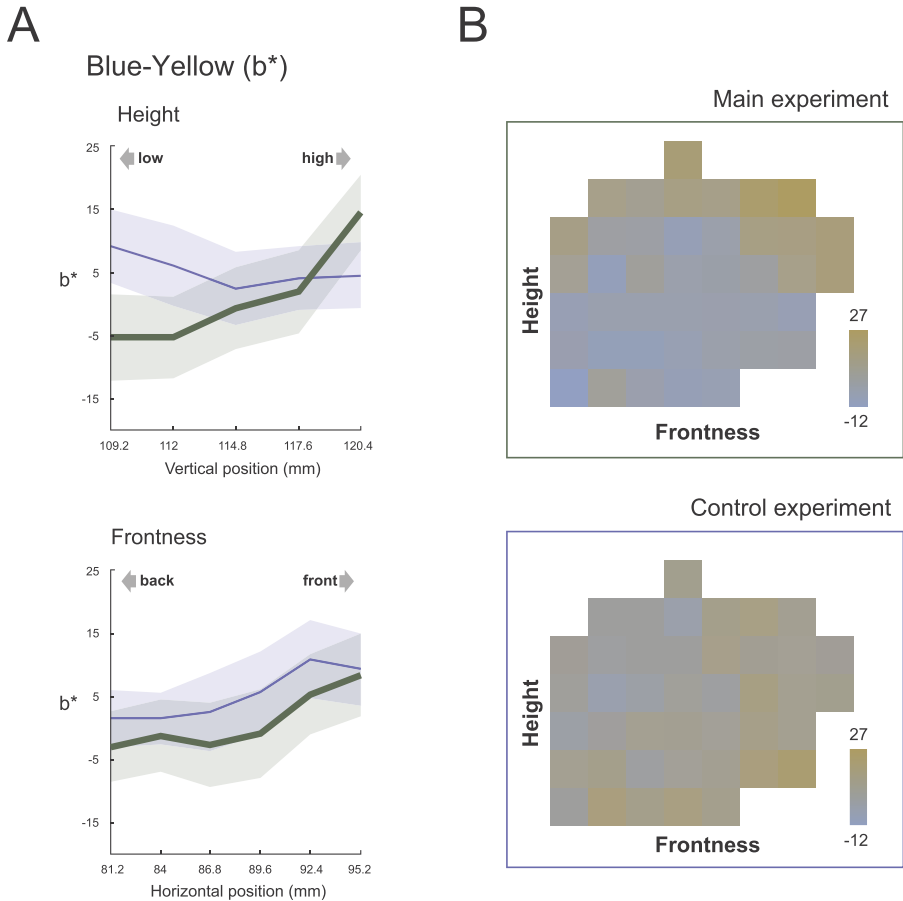 A
Blue-Yellow (b*)
Height
25
low
high
15
b*
5
-5
-15
109.2 112 114.8 117.6 120.4
Vertical position (mm)
Frontness
25
back
front
15
b*
5
-5
-15
81.2 84 86.8 89.6 92.4 95.2
Horizontal position (mm)
B
Main experiment
Height
27
-12
Frontness
Control experiment
Height
27
-12
Frontness